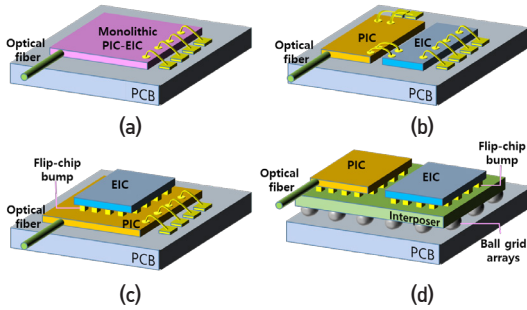 Optical
fiber
Monolithic
PIC-EIC
PCB
(a)
Optical
fiber
PIC
EIC
PCB
(b)
Flip-chip
bump
EIC
Optical
fiber
PIC
PCB
(c)
Flip-chip
bump
Optical
fiber
PIC
EIC
Interposer
Ball grid
arrays
PCB
(d)